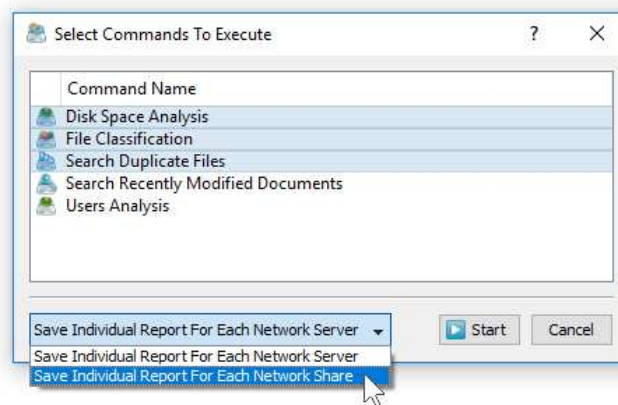 Select Commands To Execute
?
Command Name
Disk Space Analysis
File Classification
Search Duplicate Files
Search Recently Modified Documents
Users Analysis
Save Individual Report For Each Network Server
Start
Cancel
Save Individual Report For Each Network Server
Save Individual Report For Each Network Share